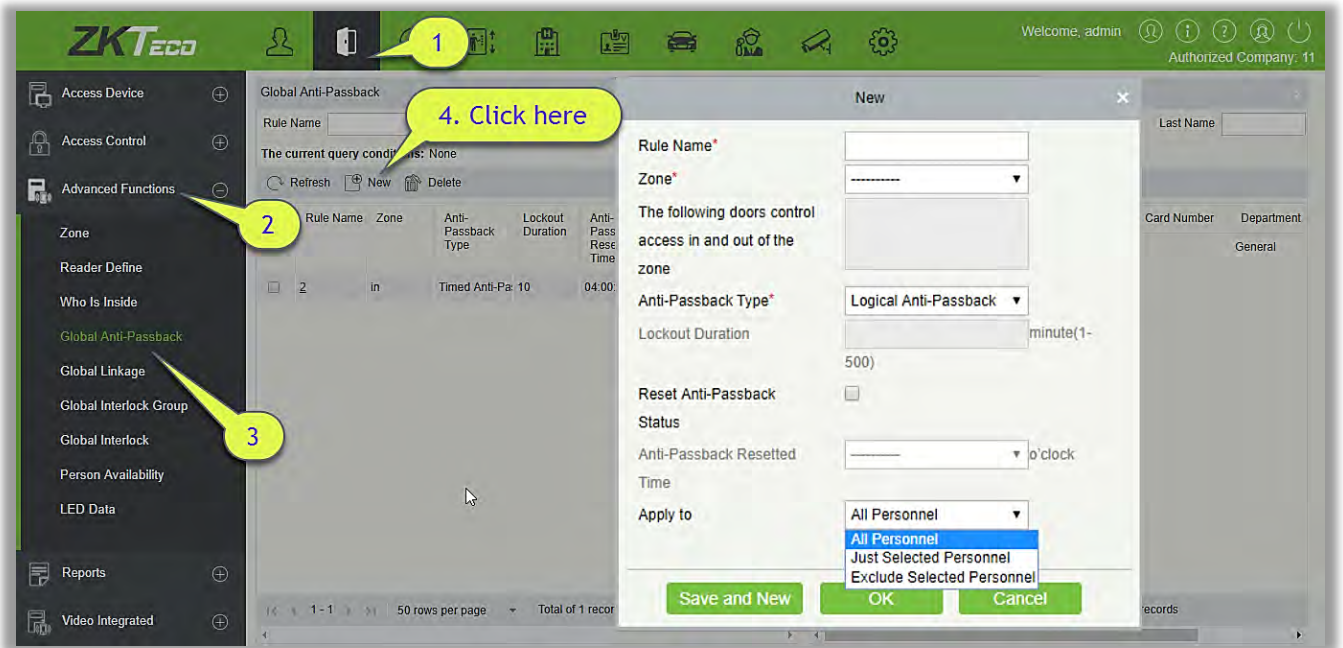 ZKTeco
1
Welcome, admin
Authorized Company: 11
Access Device
Access Control
Advanced Functions
2
Zone
Reader Define
Who Is Inside
Global Anti-Passback
Global Linkage
Global Interlock Group
3
Global Interlock
Person Availability
LED Data
Reports
Video Integrated
Global Anti-Passback
Rule Name
4. Click here
Last Name
The current query conditions: None
Refresh New Delete
Rule Name Zone Anti-Passback Type Lockout Duration Anti-
Pass
Rese
Time
Card Number Department
General
2 in Timed Anti-Pa 10 04:00:
1-1 50 rows per page Total of 1 recor
records
New
Rule Name*
Zone* ----------
The following doors control
access in and out of the
zone
Anti-Passback Type* Logical Anti-Passback
Lockout Duration minute(1-
500)
Reset Anti-Passback
Status
Anti-Passback Resetted ---------- o'clock
Time
Apply to All Personnel
All Personnel
Just Selected Personnel
Exclude Selected Personnel
Save and New OK Cancel